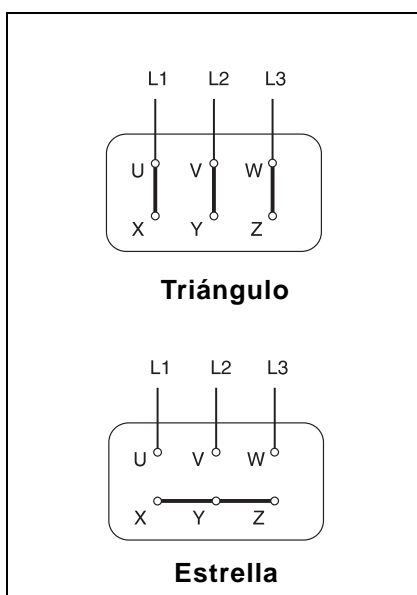 L1 L2 L3
U V W
X Y Z
Triángulo
L1 L2 L3
U V W
X Y Z
Estrella